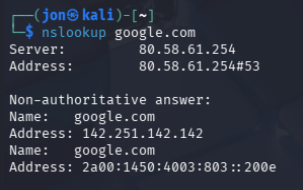 ┌──(jon㉿kali)-[~]
└─$ nslookup google.com
Server:         80.58.61.254
Address:        80.58.61.254#53

Non-authoritative answer:
Name:   google.com
Address: 142.251.142.142
Name:   google.com
Address: 2a00:1450:4003:803::200e